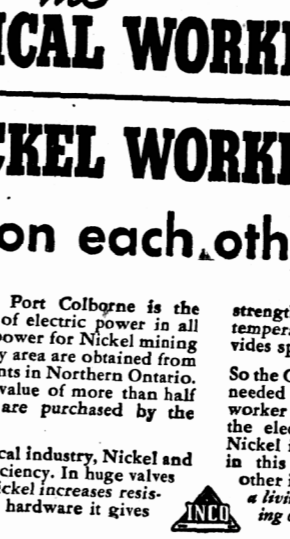 ICAL WORK
CKEL WORK
on each oth
Port Colborne is the
of electric power in all
power for Nickel mining
y area are obtained from
nts in Northern Ontario.
value of more than half
are purchased by the
cal industry, Nickel and
ciency. In huge valves
ickel increases resis-
hardware it gives
strengt
temper
vides sp
So the
needed
worker
the elec
Nickel
in this
other i
a livi
ing
INCO